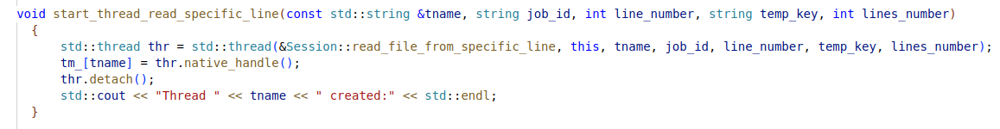 void start_thread_read_specific_line(const std::string &tname, string job_id, int line_number, string temp_key, int lines_number)
{
std::thread thr = std::thread(&Session::read_file_from_specific_line, this, tname, job_id, line_number, temp_key, lines_number);
tm_[tname] = thr.native_handle();
thr.detach();
std::cout << "Thread " << tname << " created:" << std::endl;
}